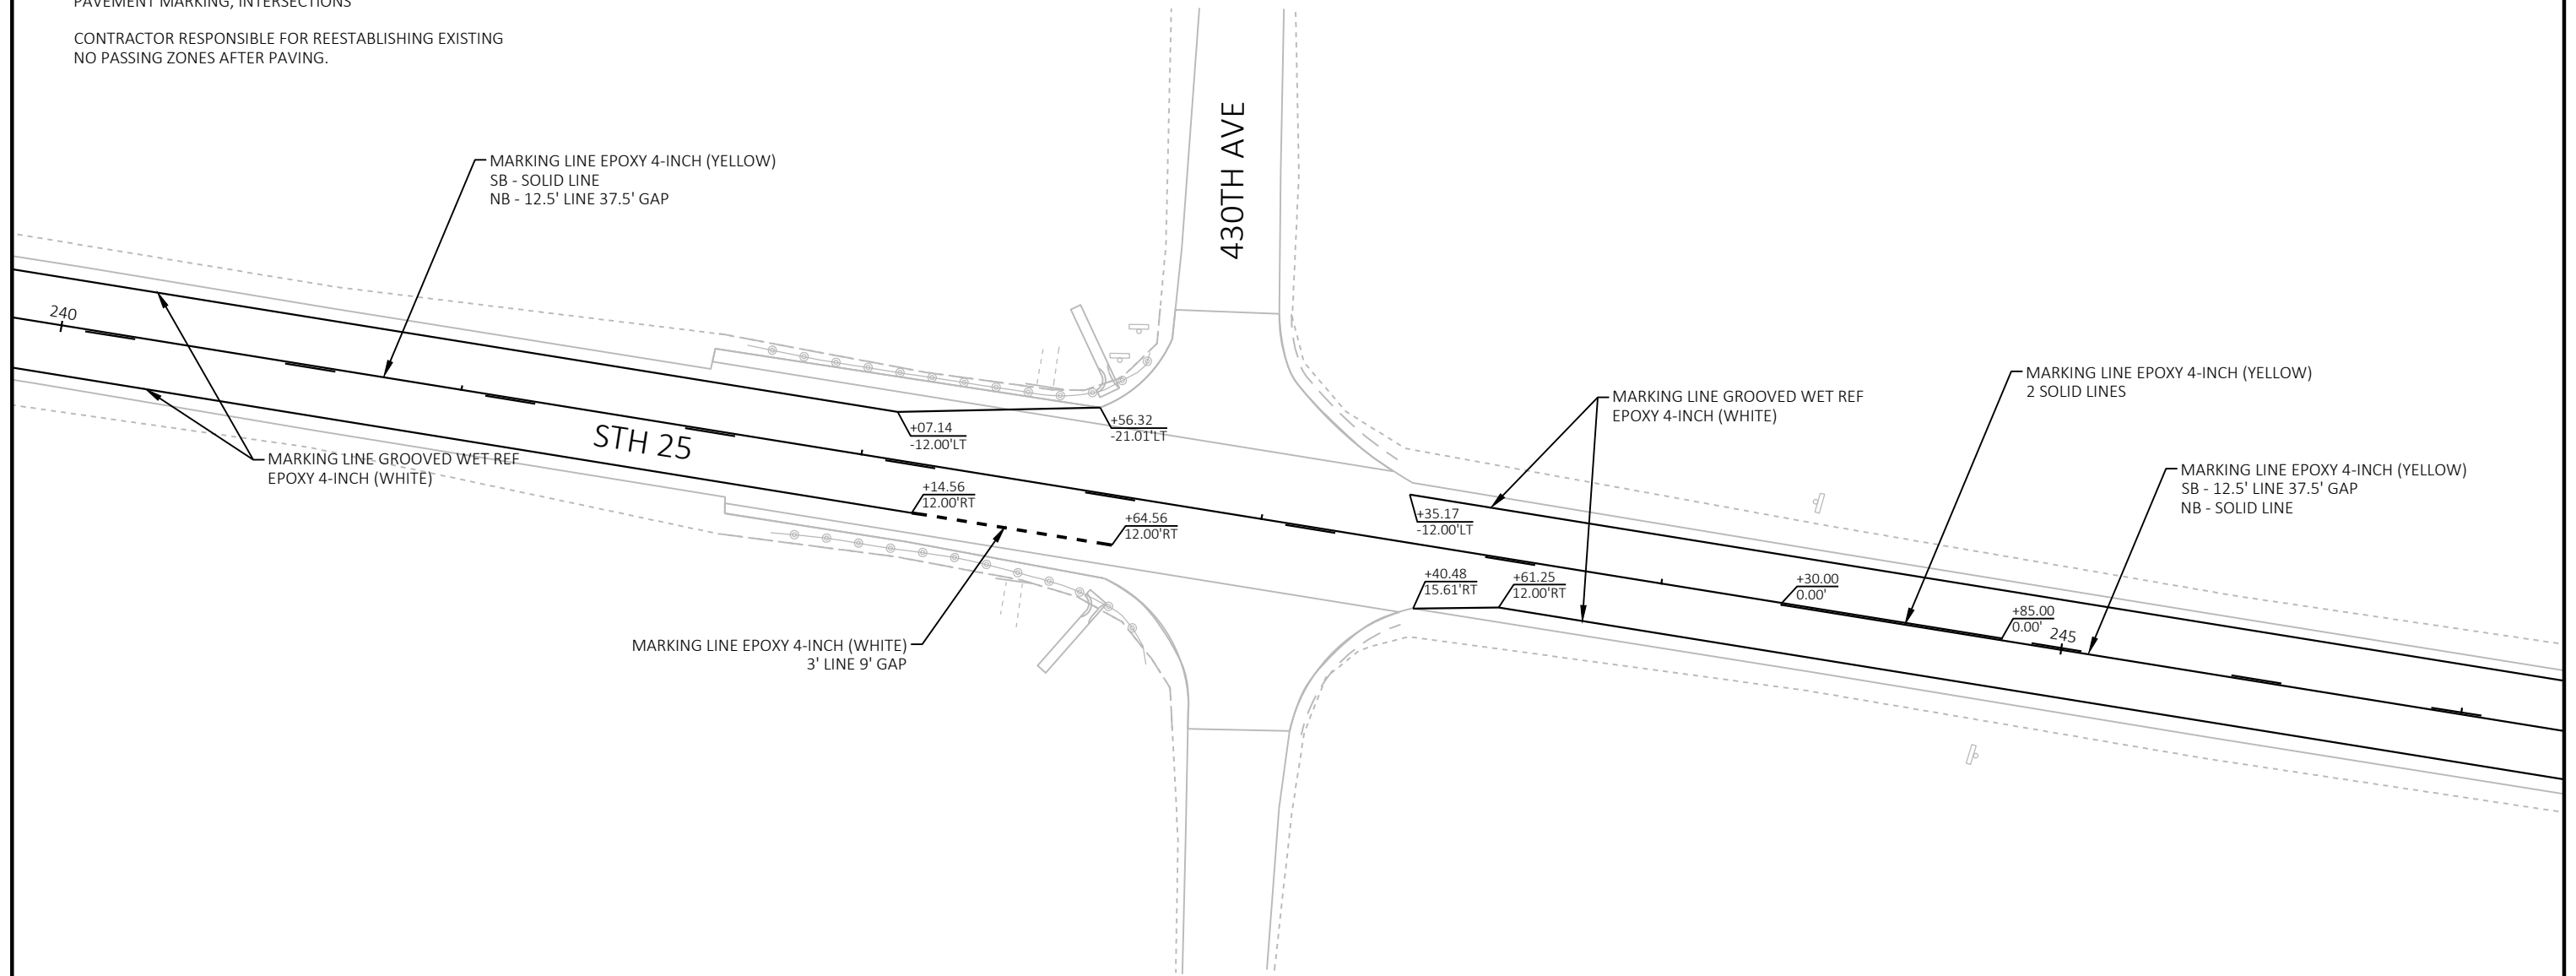 PAVEMENT MARKING, INTERSECTIONS
CONTRACTOR RESPONSIBLE FOR REESTABLISHING EXISTING
NO PASSING ZONES AFTER PAVING.
430TH AVE
MARKING LINE EPOXY 4-INCH (YELLOW)
SB - SOLID LINE
NB - 12.5' LINE 37.5' GAP
240
MARKING LINE GROOVED WET REF
EPOXY 4-INCH (WHITE)
STH 25
+07.14
-12.00'LT
+56.32
-21.01'LT
+14.56
12.00'RT
+64.56
12.00'RT
MARKING LINE EPOXY 4-INCH (WHITE)
3' LINE 9' GAP
MARKING LINE GROOVED WET REF
EPOXY 4-INCH (WHITE)
+35.17
-12.00'LT
+40.48
15.61'RT
+61.25
12.00'RT
MARKING LINE EPOXY 4-INCH (YELLOW)
2 SOLID LINES
+30.00
0.00'
+85.00
0.00'
245
MARKING LINE EPOXY 4-INCH (YELLOW)
SB - 12.5' LINE 37.5' GAP
NB - SOLID LINE